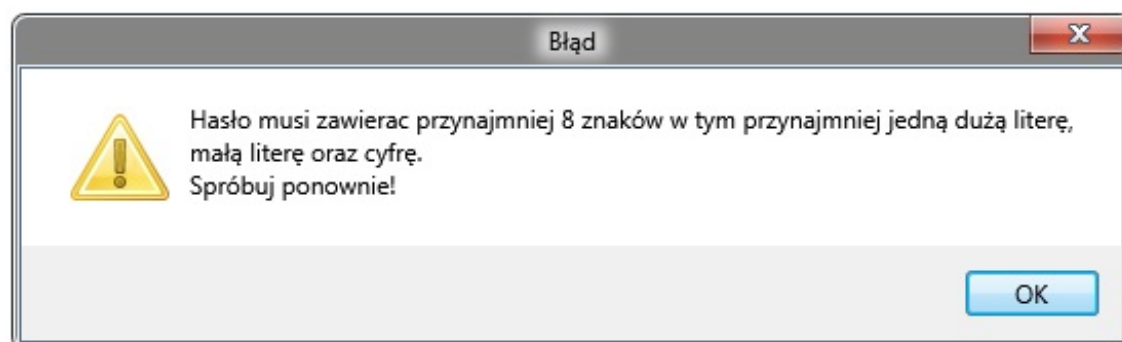 Błąd
Hasło musi zawierac przynajmniej 8 znaków w tym przynajmniej jedną dużą literę,
małą literę oraz cyfrę.
Spróbuj ponownie!
OK